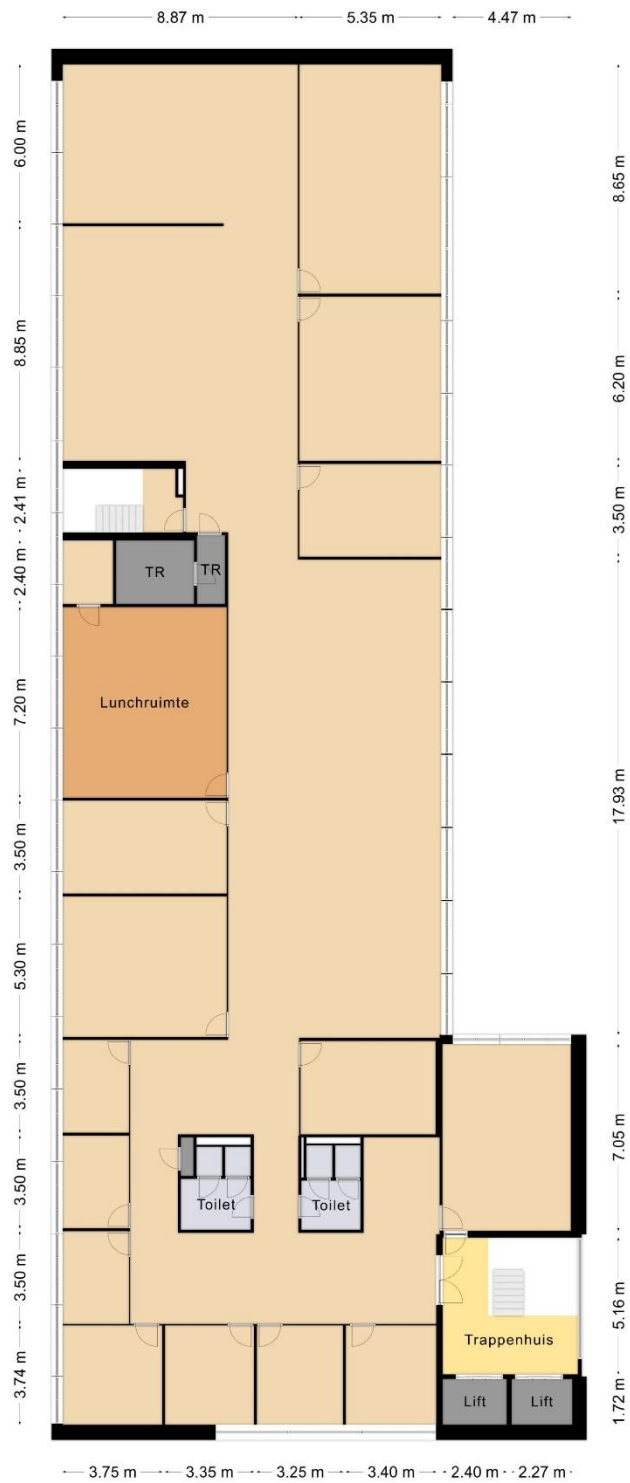 8.87 m
5.35 m
4.47 m
6.00 m
8.85 m
2.41 m
2.40 m
7.20 m
3.50 m
5.30 m
3.50 m
3.50 m
3.50 m
3.74 m
8.65 m
6.20 m
3.50 m
17.93 m
7.05 m
5.16 m
1.72 m
TR
TR
Lunchruimte
Toilet
Toilet
Trappenhuis
Lift
Lift
3.75 m
3.35 m
3.25 m
3.40 m
2.40 m
2.27 m